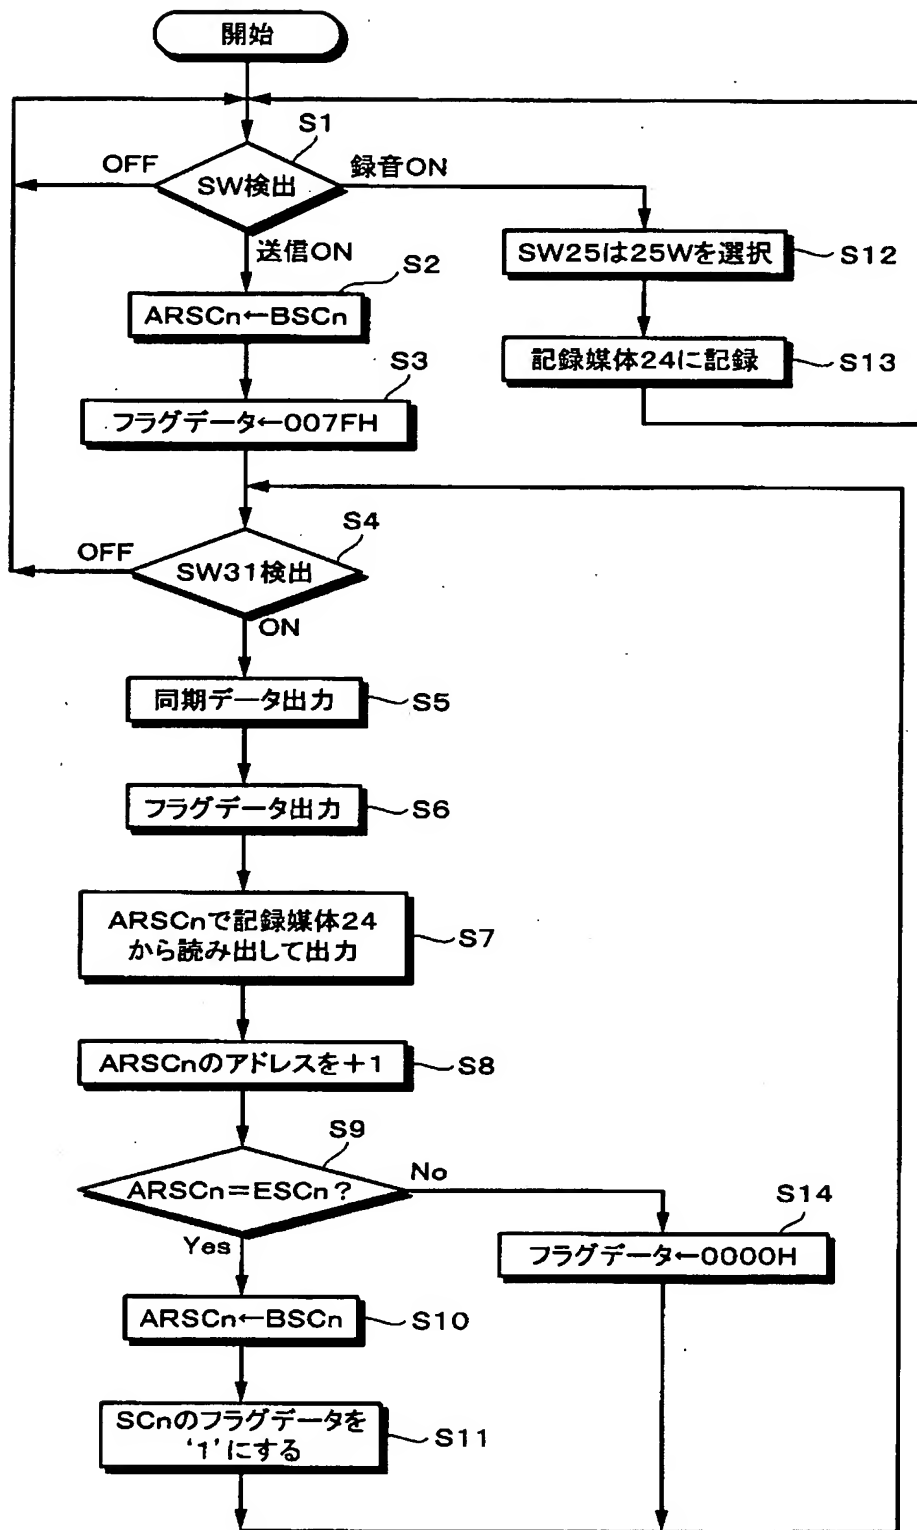 開始
S1
OFF
SW検出
録音ON
送信ON
S2
ARSCn←BSCn
S3
フラグデータ←007FH
SW25は25Wを選択
S12
記録媒体24に記録
S13
S4
OFF
SW31検出
ON
同期データ出力
S5
フラグデータ出力
S6
ARSCnで記録媒体24
から読み出して出力
S7
ARSCnのアドレスを+1
S8
S9
ARSCn=ESCn?
No
Yes
S14
フラグデータ←0000H
ARSCn←BSCn
S10
SCnのフラグデータを
‘1’にする
S11